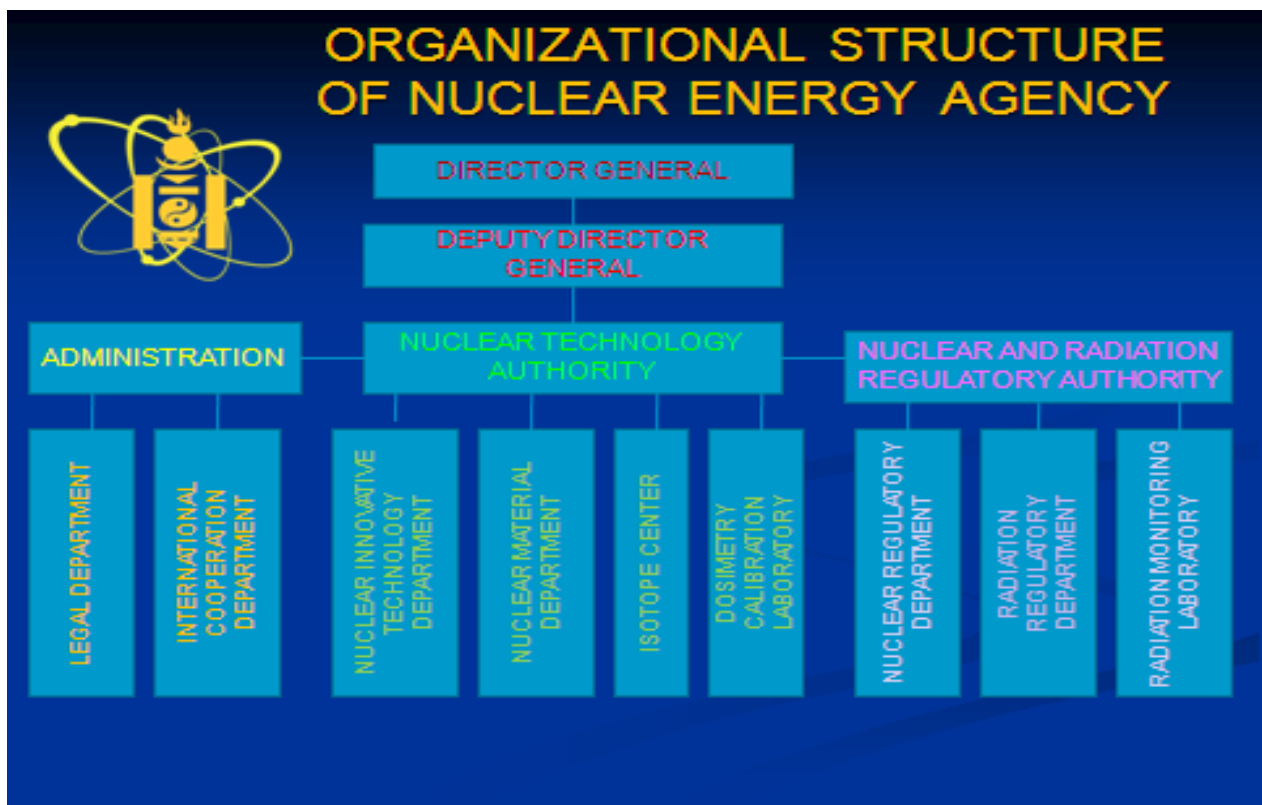 ORGANIZATIONAL STRUCTURE
OF NUCLEAR ENERGY AGENCY
DIRECTOR GENERAL
DEPUTY DIRECTOR
GENERAL
ADMINISTRATION
NUCLEAR TECHNOLOGY
AUTHORITY
NUCLEAR AND RADIATION
REGULATORY AUTHORITY
LEGAL DEPARTMENT
INTERNATIONAL
COOPERATION
DEPARTMENT
NUCLEAR INNOVATIVE
TECHNOLOGY
DEPARTMENT
NUCLEAR MATERIAL
DEPARTMENT
ISOTOPE CENTER
DOSIMETRY
CALIBRATION
LABORATORY
NUCLEAR REGULATORY
DEPARTMENT
RADIATION
REGULATORY
DEPARTMENT
RADIATION MONITORING
LABORATORY